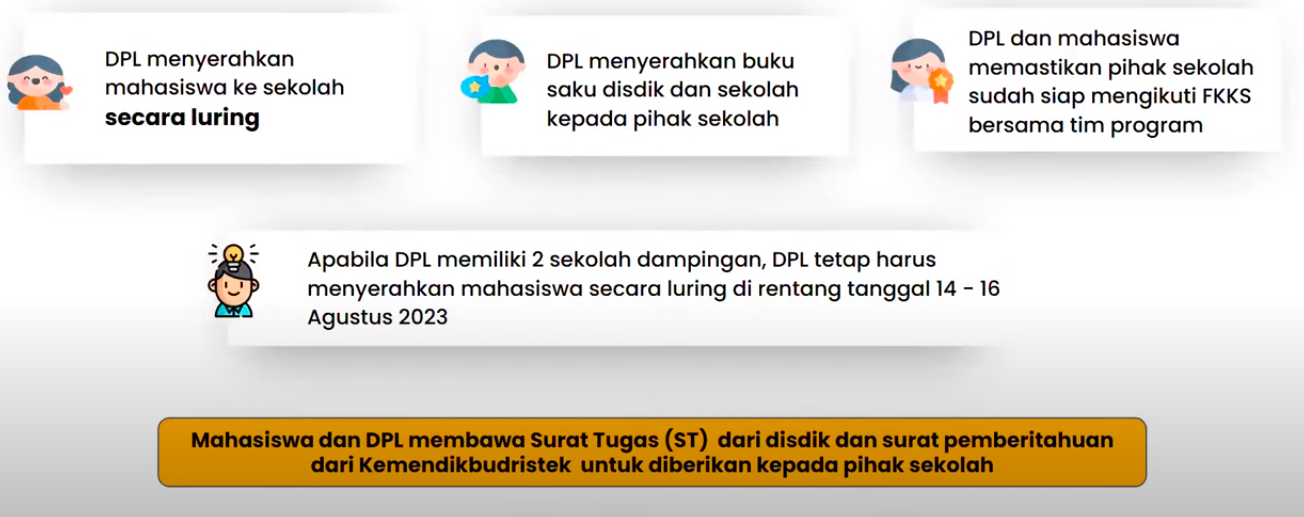 DPL menyerahkan
mahasiswa ke sekolah
secara luring
DPL menyerahkan buku
saku disdik dan sekolah
kepada pihak sekolah
DPL dan mahasiswa
memastikan pihak sekolah
sudah siap mengikuti FKKS
bersama tim program
Apabila DPL memiliki 2 sekolah dampingan, DPL tetap harus
menyerahkan mahasiswa secara luring di rentang tanggal 14 - 16
Agustus 2023
Mahasiswa dan DPL membawa Surat Tugas (ST) dari disdik dan surat pemberitahuan
dari Kemendikbudristek untuk diberikan kepada pihak sekolah